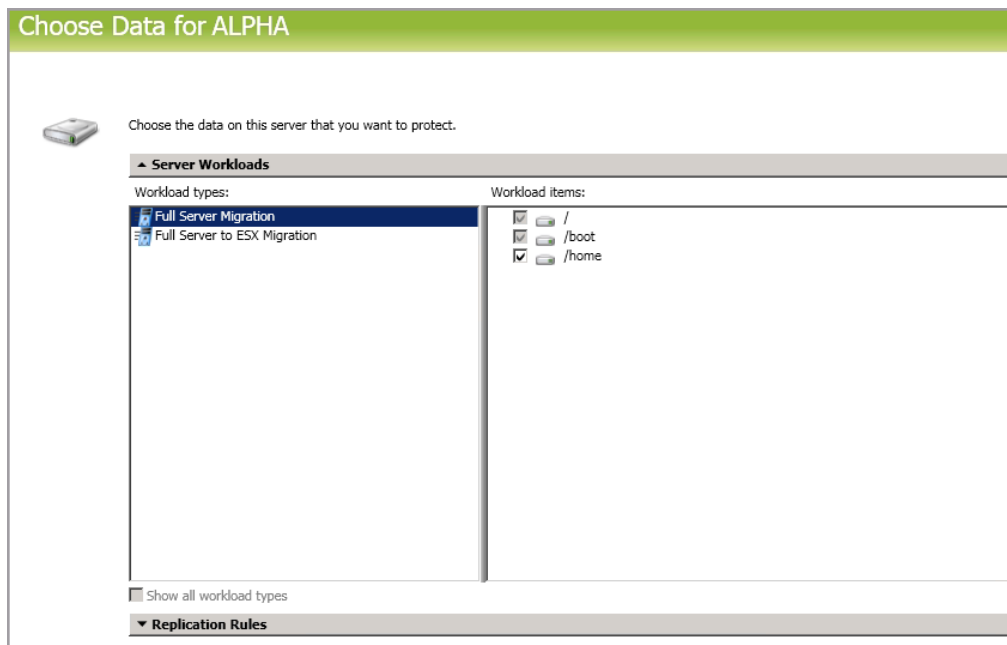 Choose Data for ALPHA
Choose the data on this server that you want to protect.
Server Workloads
Workload types:
Workload items:
Full Server Migration
Full Server to ESX Migration
/
/boot
/home
Show all workload types
Replication Rules